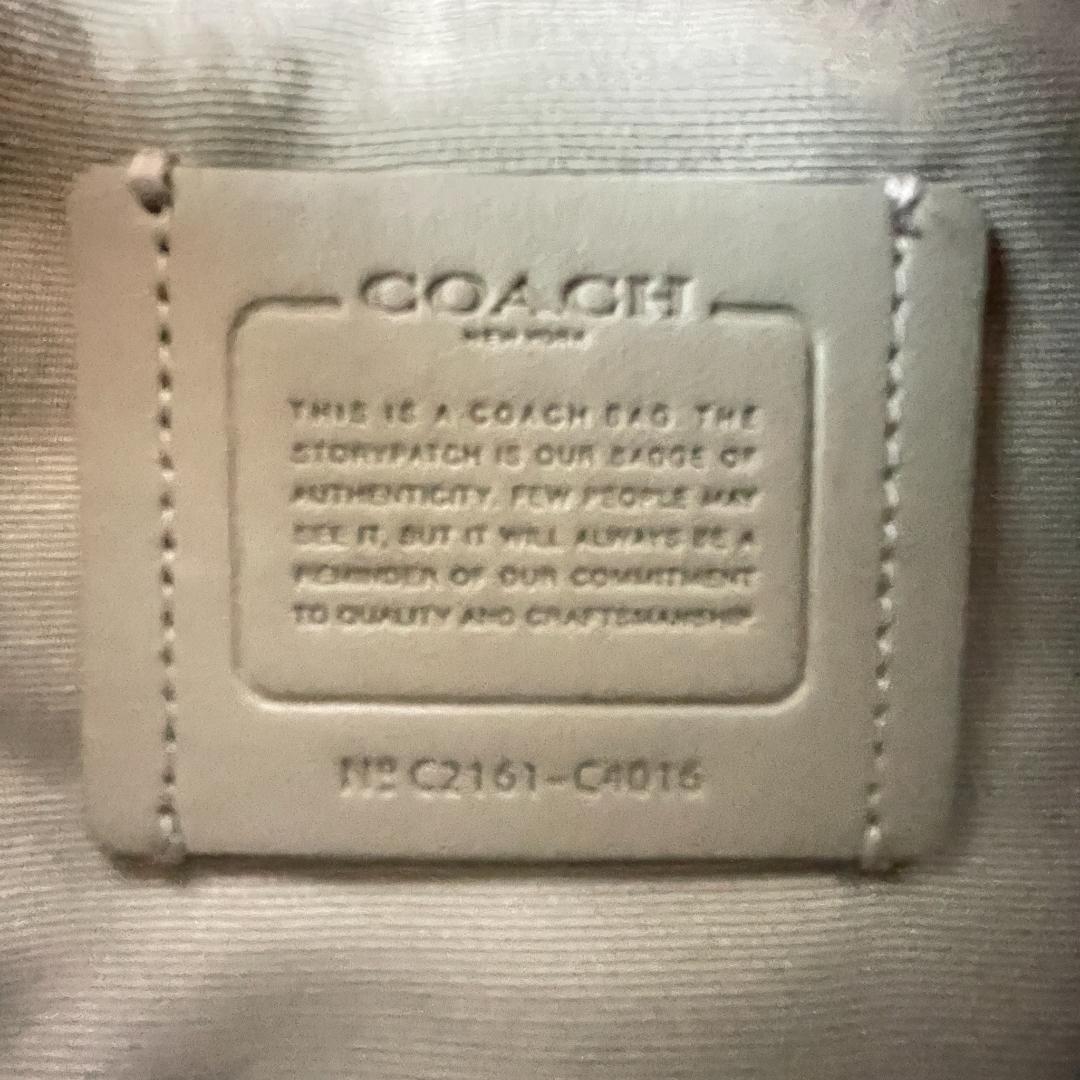 COACH
NEW YORK
THIS IS A COACH BAG. THE
STORYPATCH IS OUR BADGE OF
AUTHENTICITY. FEW PEOPLE MAY
SEE IT, BUT IT WILL ALWAYS BE A
REMINDER OF OUR COMMITMENT
TO QUALITY AND CRAFTSMANSHIP.
Nº C2161-C4016